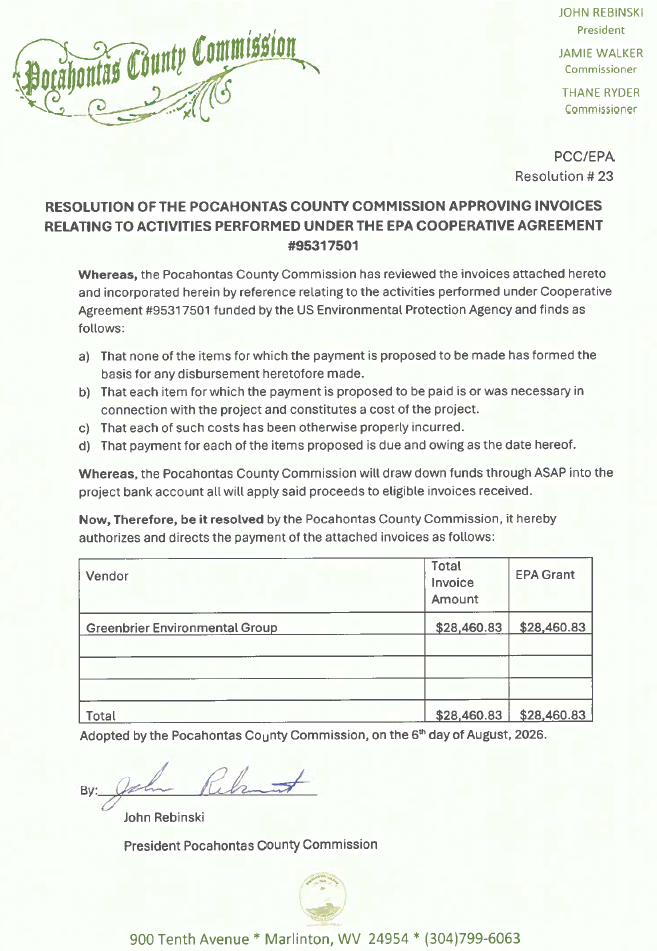 Pocahontas County Commission
JOHN REBINSKI
President
JAMIE WALKER
Commissioner
THANE RYDER
Commissioner
PCC/EPA
Resolution # 23
RESOLUTION OF THE POCAHONTAS COUNTY COMMISSION APPROVING INVOICES
RELATING TO ACTIVITIES PERFORMED UNDER THE EPA COOPERATIVE AGREEMENT
#95317501
Whereas, the Pocahontas County Commission has reviewed the invoices attached hereto
and incorporated herein by reference relating to the activities performed under Cooperative
Agreement #95317501 funded by the US Environmental Protection Agency and finds as
follows:
a) That none of the items for which the payment is proposed to be made has formed the
basis for any disbursement heretofore made.
b) That each item for which the payment is proposed to be paid is or was necessary in
connection with the project and constitutes a cost of the project.
c) That each of such costs has been otherwise properly incurred.
d) That payment for each of the items proposed is due and owing as the date hereof.
Whereas, the Pocahontas County Commission will draw down funds through ASAP into the
project bank account all will apply said proceeds to eligible invoices received.
Now, Therefore, be it resolved by the Pocahontas County Commission, it hereby
authorizes and directs the payment of the attached invoices as follows:
Vendor Total Invoice Amount EPA Grant
Greenbrier Environmental Group $28,460.83 $28,460.83
Total $28,460.83 $28,460.83
Adopted by the Pocahontas County Commission, on the 6th day of August, 2026.
By: John Rebinski
John Rebinski
President Pocahontas County Commission
900 Tenth Avenue * Marlinton, WV 24954 * (304)799-6063